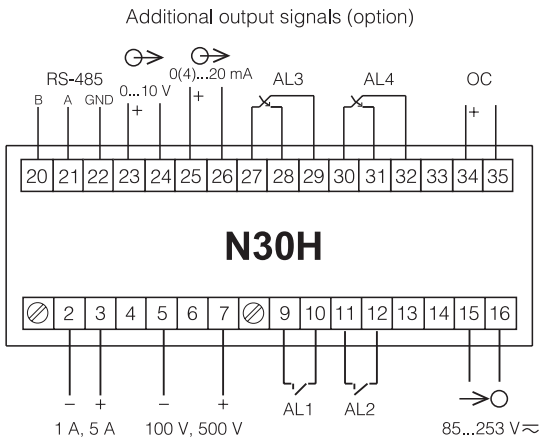 Additional output signals (option)
RS-485
0...10 V
0(4)...20 mA
AL3
AL4
OC
B A GND + + +
20 21 22 23 24 25 26 27 28 29 30 31 32 33 34 35
N30H
2 3 4 5 6 7 9 10 11 12 13 14 15 16
− + − +
AL1 AL2
1 A, 5 A 100 V, 500 V 85...253 V ≂